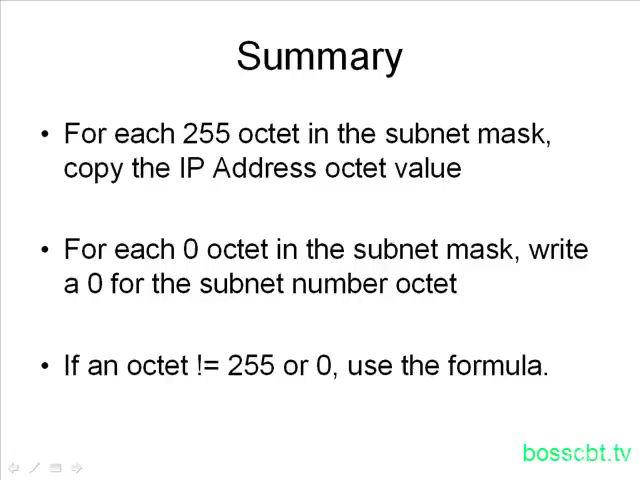 Summary
• For each 255 octet in the subnet mask,
copy the IP Address octet value
• For each 0 octet in the subnet mask, write
a 0 for the subnet number octet
• If an octet != 255 or 0, use the formula.
bosscbt.tv